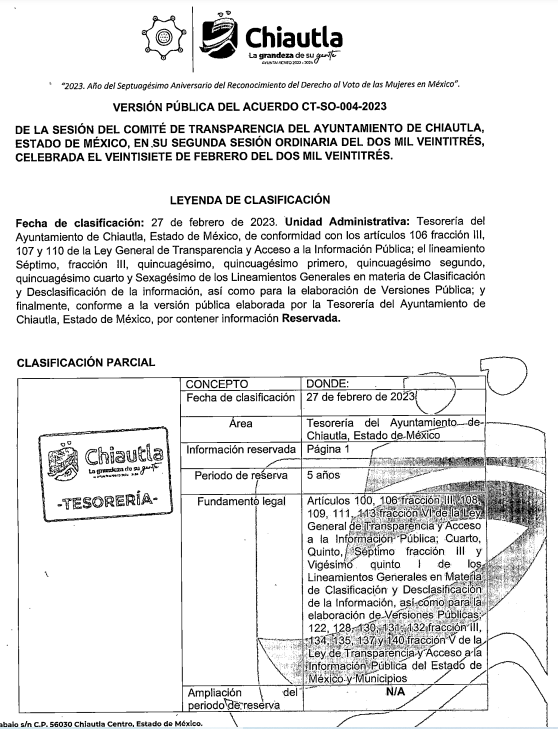 Chiautla
La grandeza de su gente
AYUNTAMIENTO 2022 - 2024
"2023. Año del Septuagésimo Aniversario del Reconocimiento del Derecho al Voto de las Mujeres en México".
VERSIÓN PÚBLICA DEL ACUERDO CT-SO-004-2023
DE LA SESIÓN DEL COMITÉ DE TRANSPARENCIA DEL AYUNTAMIENTO DE CHIAUTLA,
ESTADO DE MÉXICO, EN SU SEGUNDA SESIÓN ORDINARIA DEL DOS MIL VEINTITRÉS,
CELEBRADA EL VEINTISIETE DE FEBRERO DEL DOS MIL VEINTITRÉS.
LEYENDA DE CLASIFICACIÓN
Fecha de clasificación: 27 de febrero de 2023. Unidad Administrativa: Tesorería del
Ayuntamiento de Chiautla, Estado de México, de conformidad con los artículos 106 fracción III,
107 y 110 de la Ley General de Transparencia y Acceso a la Información Pública; el lineamiento
Séptimo, fracción III, quincuagésimo, quincuagésimo primero, quincuagésimo segundo,
quincuagésimo cuarto y Sexagésimo de los Lineamientos Generales en materia de Clasificación y
Desclasificación de la información, así como para la elaboración de Versiones Pública; y
finalmente, conforme a la versión pública elaborada por la Tesorería del Ayuntamiento de
Chiautla, Estado de México, por contener información Reservada.
CLASIFICACIÓN PARCIAL
Chiautla
La grandeza de su gente
-TESORERÍA-
CONCEPTO DONDE:
Fecha de clasificación 27 de febrero de 2023
Área Tesorería del Ayuntamiento de
Chiautla, Estado de México
Información reservada Página 1
Periodo de reserva 5 años
Fundamento legal Artículos 100, 106 fracción III, 108,
109, 111, 113 fracción VI de la Ley
General de Transparencia y Acceso
a la Información Pública; Cuarto,
Quinto, Séptimo fracción III y
Vigésimo quinto I de los
Lineamientos Generales en Materia
de Clasificación y Desclasificación
de la Información, así como para la
elaboración de Versiones Públicas;
122, 128, 130, 131, 132 fracción III,
134, 135, 137 y 140 fracción V de la
Ley de Transparencia y Acceso a la
Información Pública del Estado de
México y Municipios
Ampliación del N/A
periodo de reserva
abajo s/n C.P. 56030 Chiautla Centro, Estado de México.